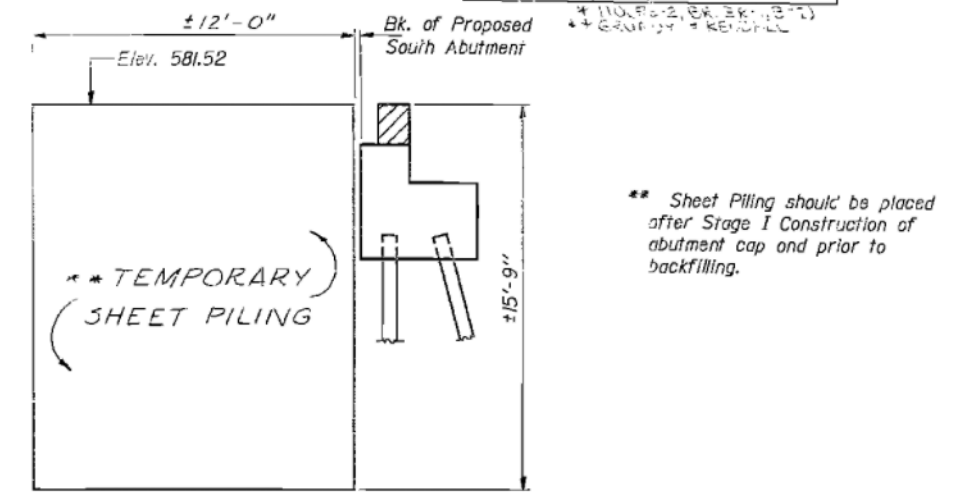 ±12'-0"
Bk. of Proposed
South Abutment
Elev. 581.52
** TEMPORARY
SHEET PILING
±15'-9"
** Sheet Piling should be placed
after Stage I Construction of
abutment cap and prior to
backfilling.